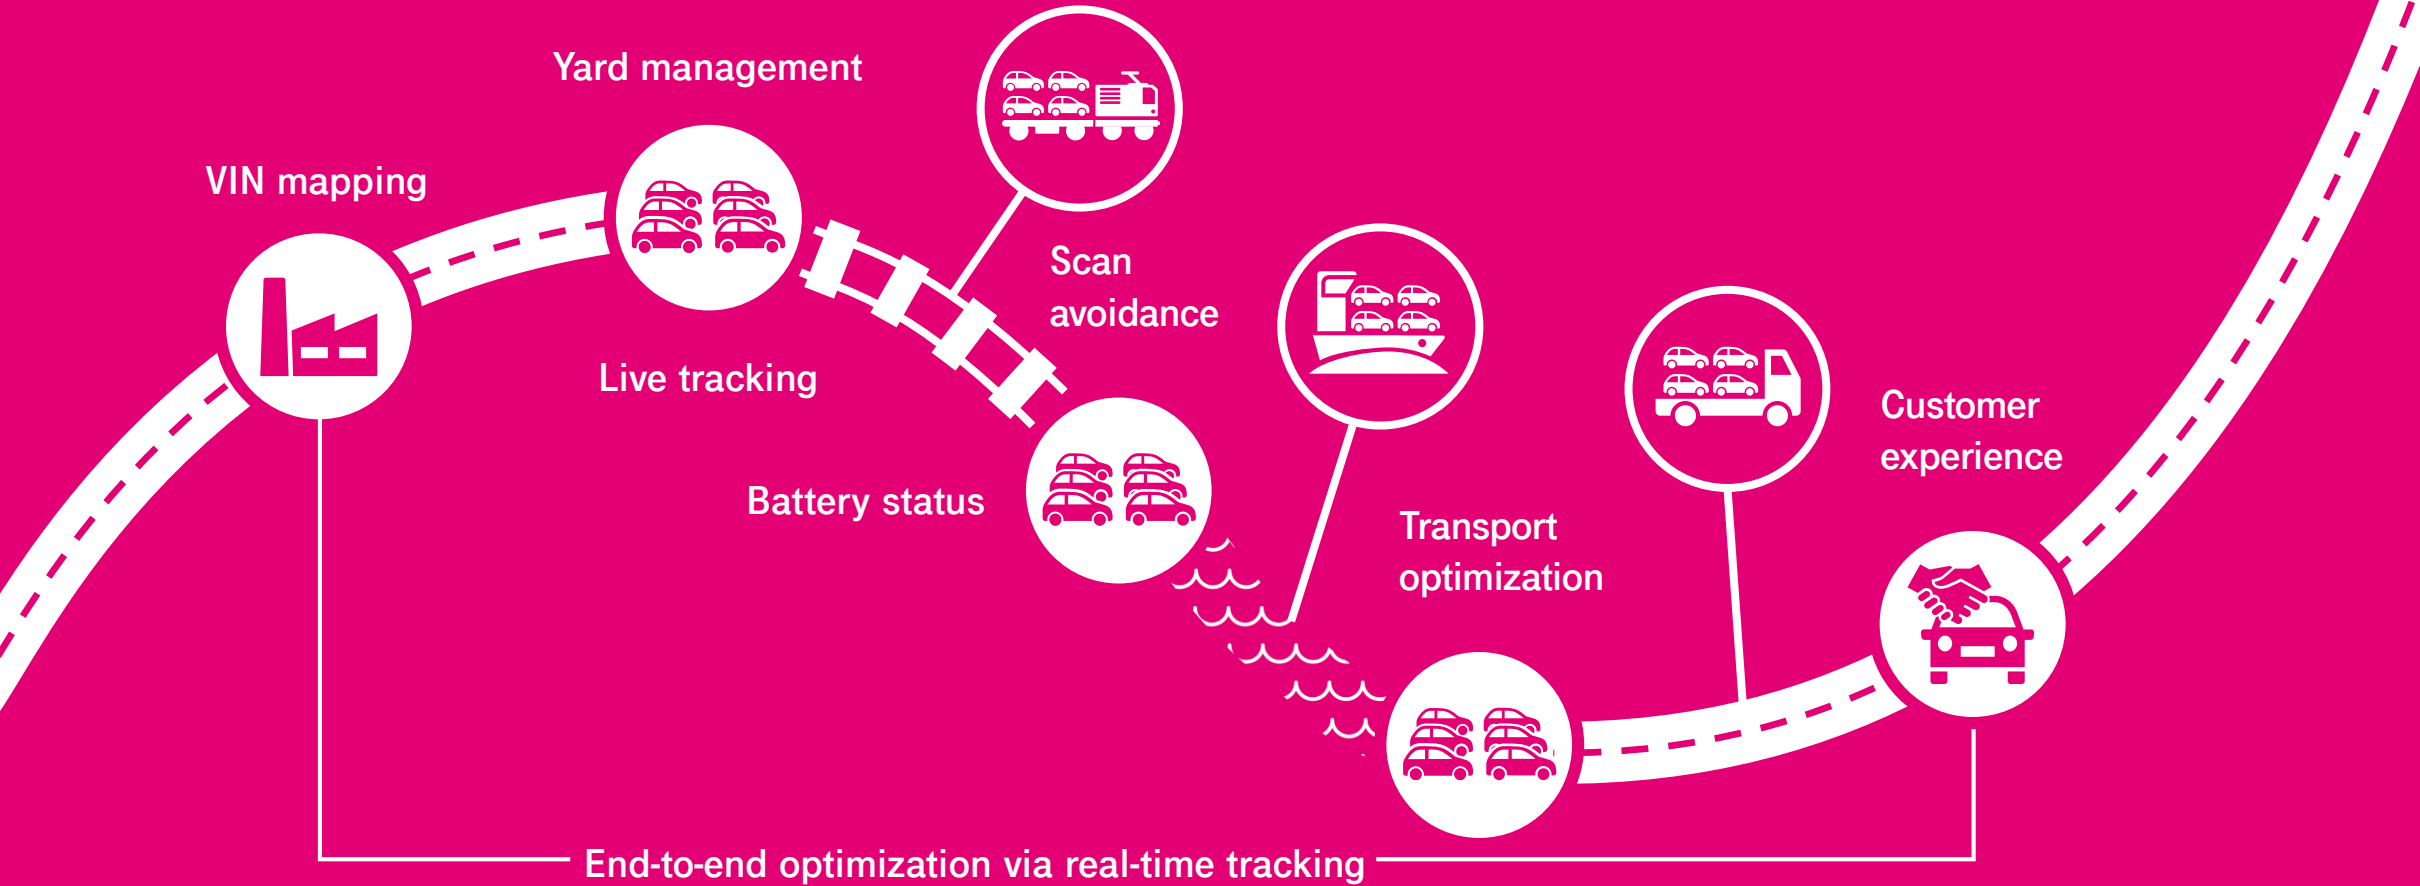 Yard management
VIN mapping
Scan
avoidance
Live tracking
Customer
experience
Battery status
Transport
optimization
End-to-end optimization via real-time tracking